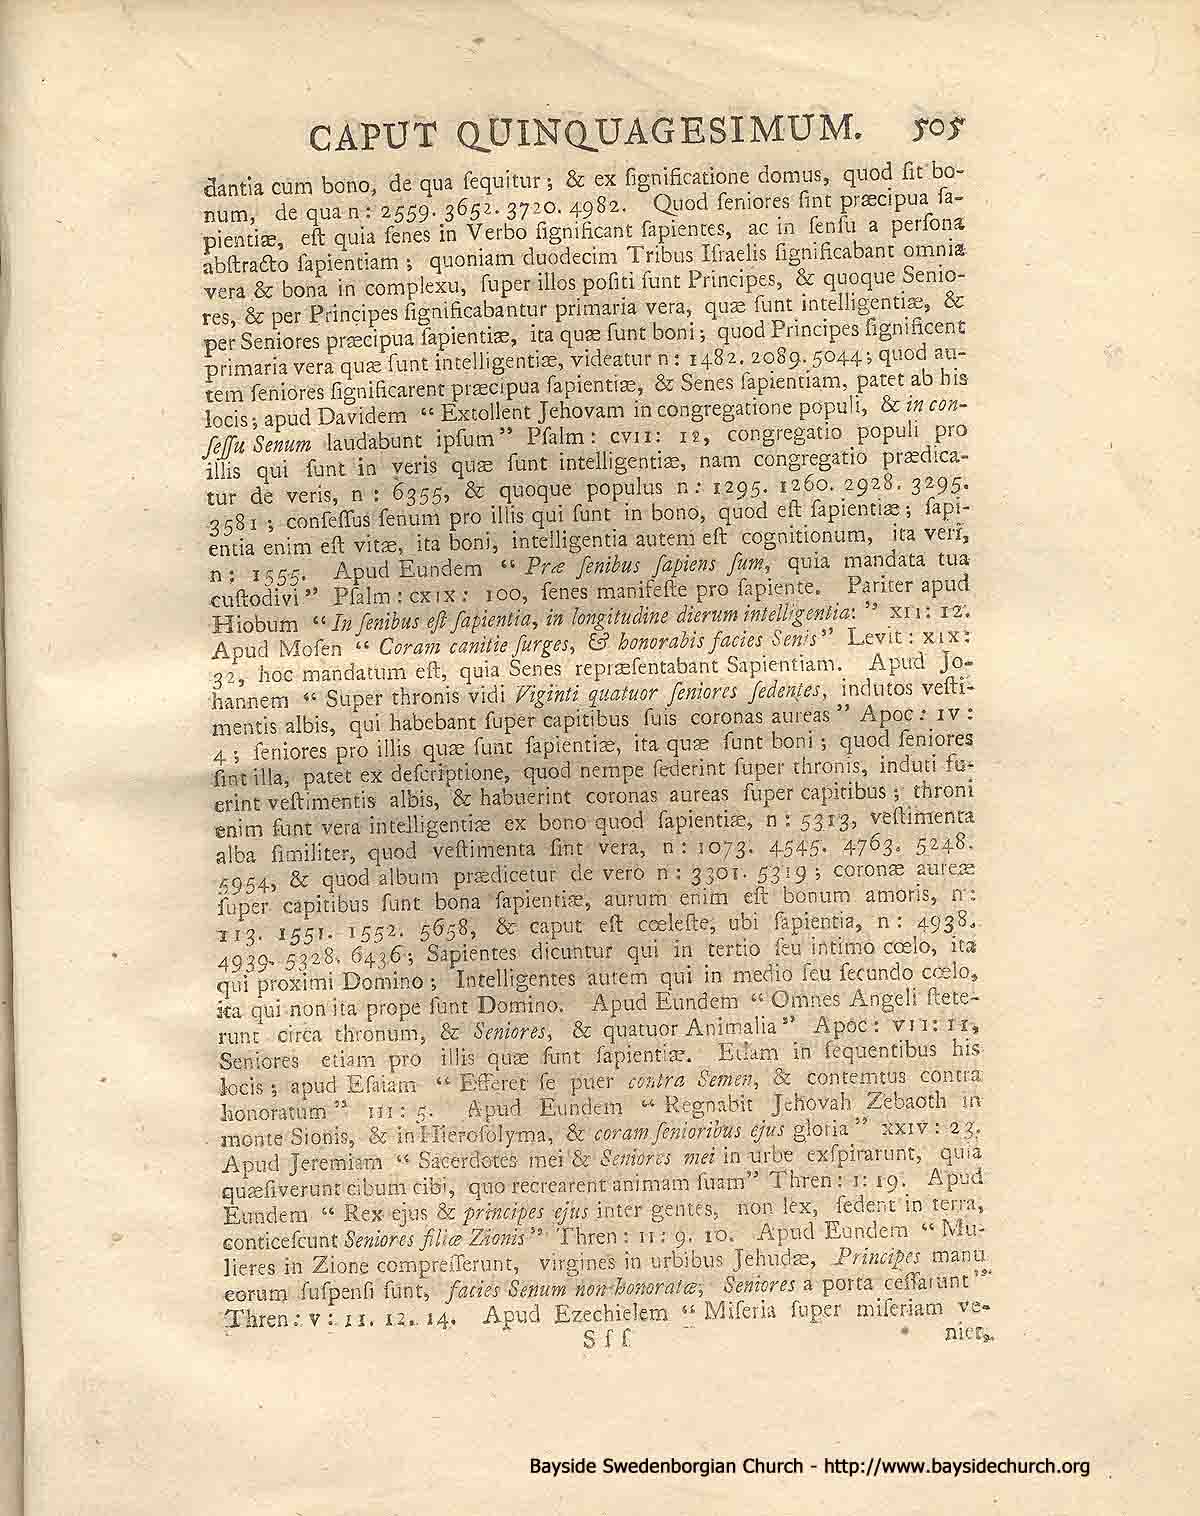 CAPUT QUINQUAGESIMUM. 505
dantia cum bono, de qua ſequitur; & ex ſignificatione domus, quod ſit bo-
num, de qua n: 2559. 3652. 3720. 4982. Quod ſeniores ſint præcipua ſa-
pientiæ, eſt quia ſenes in Verbo ſignificant ſapientes, ac in ſenſu a perſona
abſtracto ſapientiam; quoniam duodecim Tribus Iſraelis ſignificabant omnia
vera & bona in complexu, ſuper illos poſiti ſunt Principes, & quoque Senio-
res, & per Principes ſignificabantur primaria vera, quæ ſunt intelligentiæ, &
per Seniores præcipua ſapientiæ, ita quæ ſunt boni; quod Principes ſignificent
primaria vera quæ ſunt intelligentiæ, videatur n: 1482. 2089. 5044; quod au-
tem ſeniores ſignificarent præcipua ſapientiæ, & Senes ſapientiam, patet ab his
locis; apud Davidem “ Extollent Jehovam in congregatione populi, & in con-
ſeſſu Senum laudabunt ipſum” Pſalm: CVII: 12, congregatio populi pro
illis qui ſunt in veris quæ ſunt intelligentiæ, nam congregatio prædica-
tur de veris, n: 6355, & quoque populus n: 1295. 1260. 2928. 3295.
3581; conſeſſus ſenum pro illis qui ſunt in bono, quod eſt ſapientiæ; ſapi-
entia enim eſt vitæ, ita boni, intelligentia autem eſt cognitionum, ita veri,
n: 1555. Apud Eundem “ Præ ſenibus ſapiens ſum, quia mandata tua
cuſtodivi” Pſalm: CXIX: 100, ſenes manifeſte pro ſapiente. Pariter apud
Hiobum “ In ſenibus eſt ſapientia, in longitudine dierum intelligentia: ” XII: 12.
Apud Moſen “ Coram canitie ſurges, & honorabis facies Senis” Levit: XIX:
32, hoc mandatum eſt, quia Senes repræſentabant Sapientiam. Apud Jo-
hannem “ Super thronis vidi Viginti quatuor ſeniores ſedentes, indutos veſti-
mentis albis, qui habebant ſuper capitibus ſuis coronas aureas” Apoc: IV:
4; ſeniores pro illis quæ ſunt ſapientiæ, ita quæ ſunt boni; quod ſeniores
ſint illa, patet ex deſcriptione, quod nempe ſederint ſuper thronis, induti fu-
erint veſtimentis albis, & habuerint coronas aureas ſuper capitibus; throni
enim ſunt vera intelligentiæ ex bono quod ſapientiæ, n: 5313, veſtimenta
alba ſimiliter, quod veſtimenta ſint vera, n: 1073. 4545. 4763. 5248.
5954, & quod album prædicetur de vero n: 3301. 5319; coronæ aureæ
ſuper capitibus ſunt bona ſapientiæ, aurum enim eſt bonum amoris, n:
113. 1551. 1552. 5658, & caput eſt cœleſte, ubi ſapientia, n: 4938.
4939. 5328. 6436; Sapientes dicuntur qui in tertio ſeu intimo cœlo, ita
qui proximi Domino; Intelligentes autem qui in medio ſeu ſecundo cœlo,
ita qui non ita prope ſunt Domino. Apud Eundem “ Omnes Angeli ſtete-
runt circa thronum, & Seniores, & quatuor Animalia” Apoc: VII: 11,
Seniores etiam pro illis quæ ſunt ſapientiæ. Etiam in ſequentibus his
locis; apud Eſaiam “ Efferet ſe puer contra Senem, & contemtus contra
honoratum” III: 5. Apud Eundem “ Regnabit Jehovah Zebaoth in
monte Sionis, & in Hieroſolyma, & coram ſenioribus ejus gloria” XXIV: 23.
Apud Jeremiam “ Sacerdotes mei & Seniores mei in urbe exſpirarunt, quia
quæſiverunt cibum cibi, quo recrearent animam ſuam” Thren: I: 19. Apud
Eundem “ Rex ejus & principes ejus inter gentes, non lex, ſedent in terra,
conticeſcunt Seniores filiæ Zionis” Thren: II: 9. 10. Apud Eundem “ Mu-
lieres in Zione compreſſerunt, virgines in urbibus Jehudæ, Principes manu
eorum ſuſpenſi ſunt, facies Senum non honoratæ; Seniores a porta ceſſarunt”
Thren: V: 11. 12. 14. Apud Ezechielem “ Miſeria ſuper miſeriam ve-
Sſſ niet,
Bayside Swedenborgian Church - http://www.baysidechurch.org